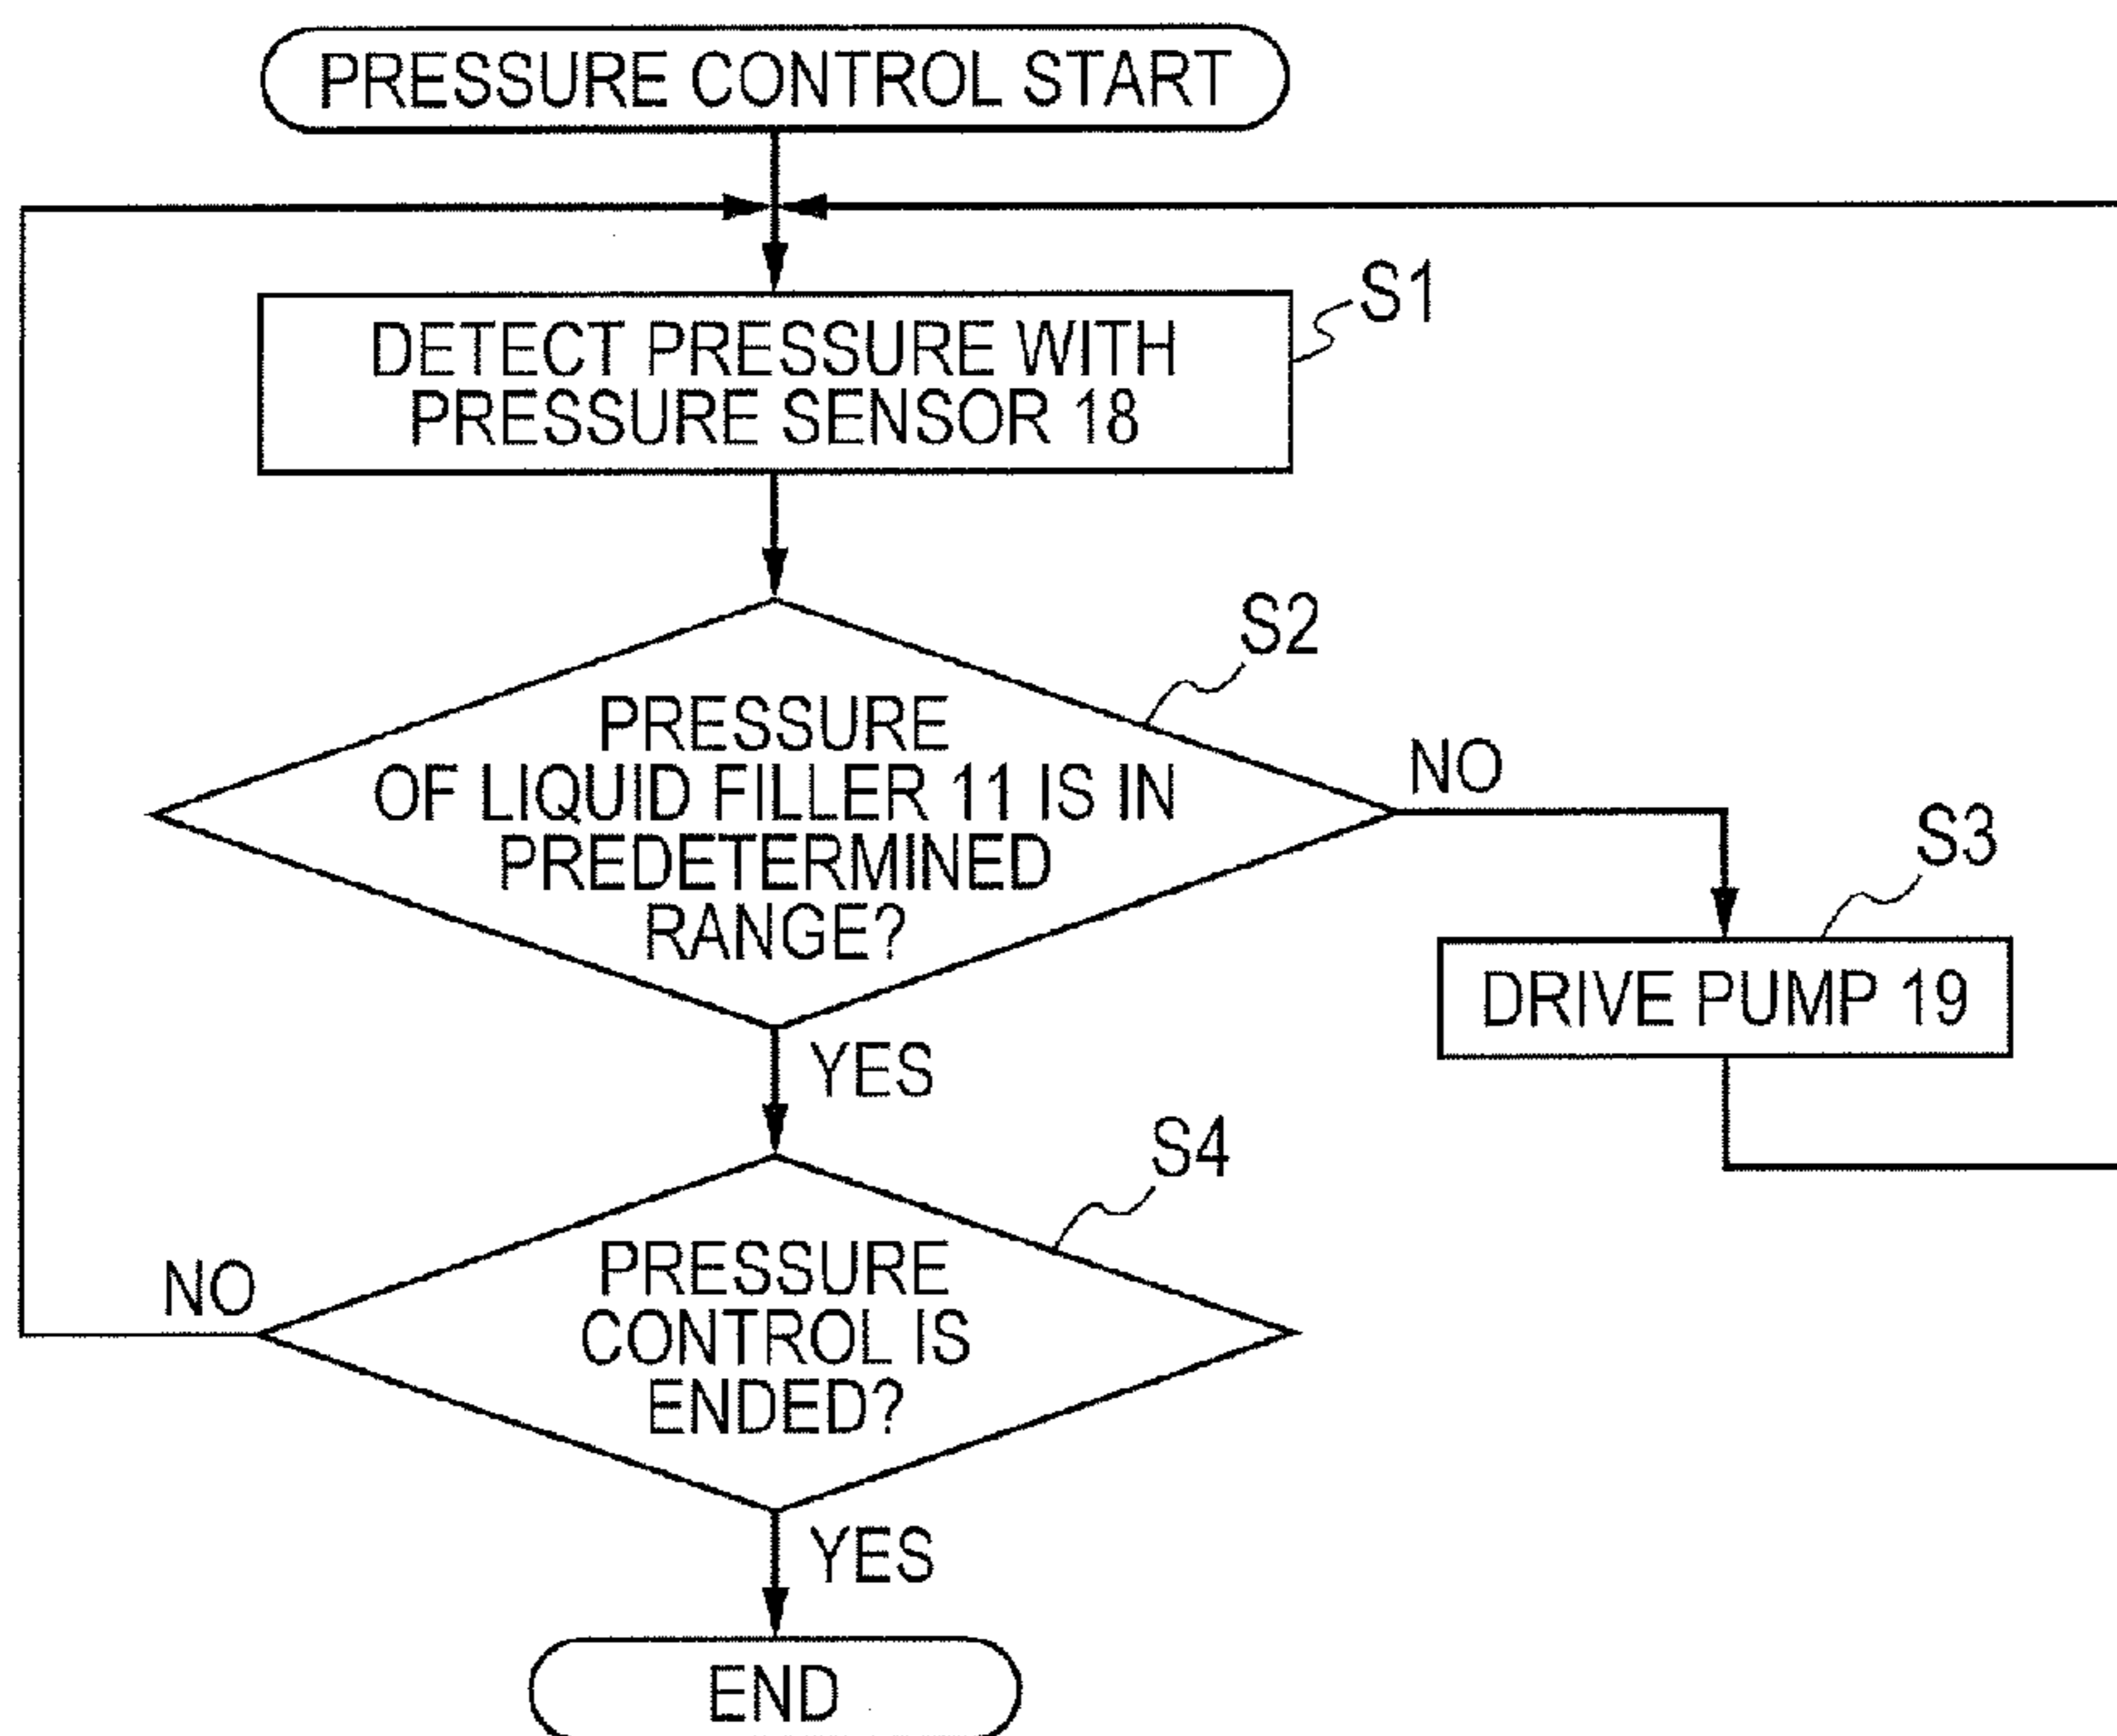 PRESSURE CONTROL START
S1
DETECT PRESSURE WITH
PRESSURE SENSOR 18
S2
PRESSURE
OF LIQUID FILLER 11 IS IN
PREDETERMINED
RANGE?
NO
S3
DRIVE PUMP 19
YES
S4
PRESSURE
CONTROL IS
ENDED?
NO
YES
END